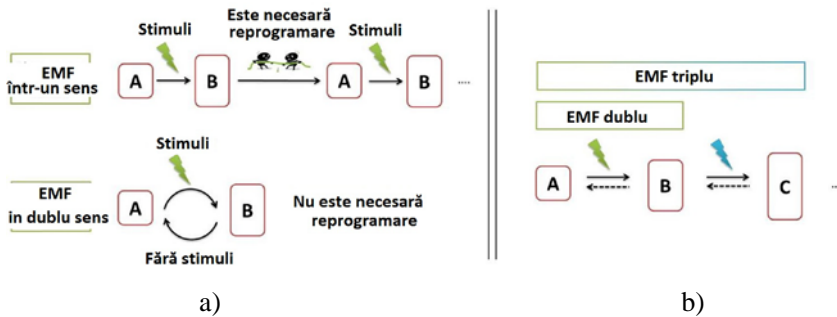 Stimuli
Este necesară
reprogramare
Stimuli
EMF
într-un sens
A
B
A
B
....
EMF
in dublu sens
Stimuli
A
B
Fără stimuli
Nu este necesară
reprogramare
a)
EMF triplu
EMF dublu
A
B
C
..
b)